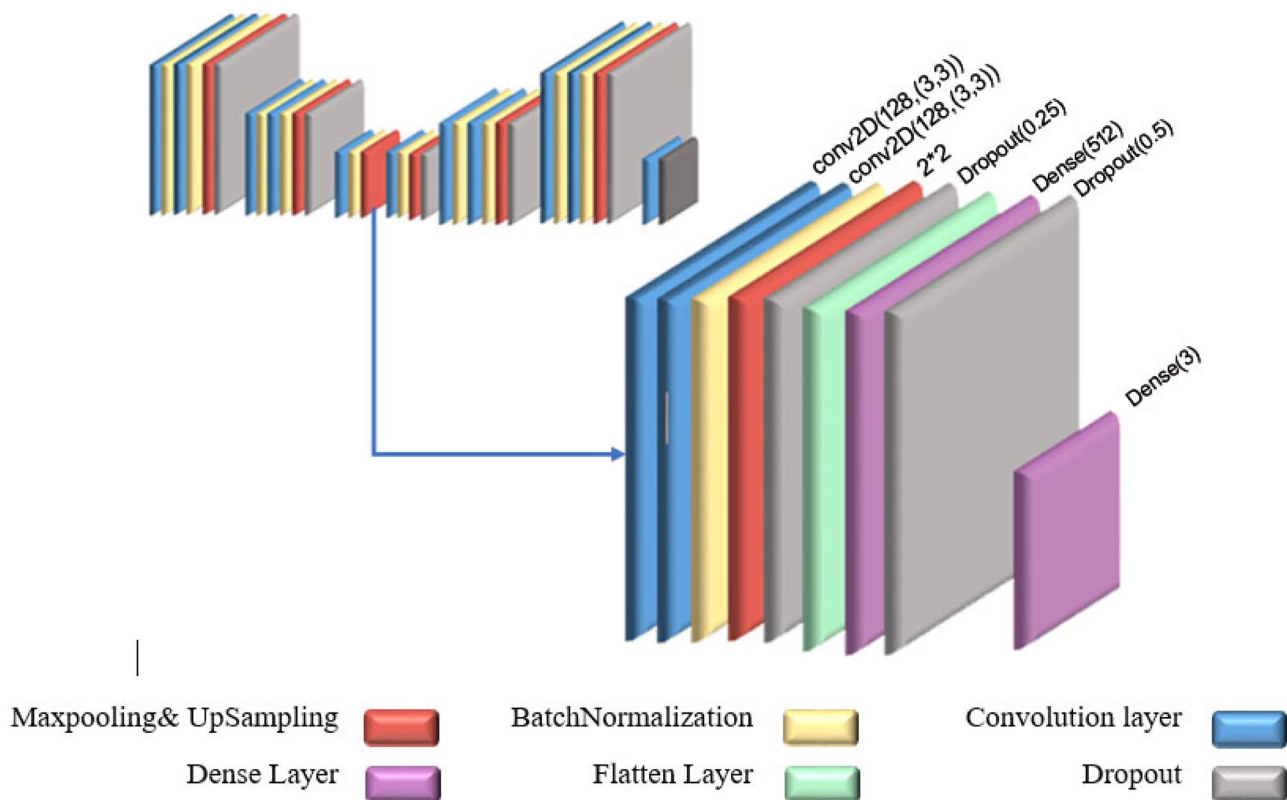 conv2D(128,(3,3))
conv2D(128,(3,3))
2*2
Dropout(0.25)
Dense(512)
Dropout(0.5)
Dense(3)
Maxpooling& UpSampling
BatchNormalization
Convolution layer
Dense Layer
Flatten Layer
Dropout